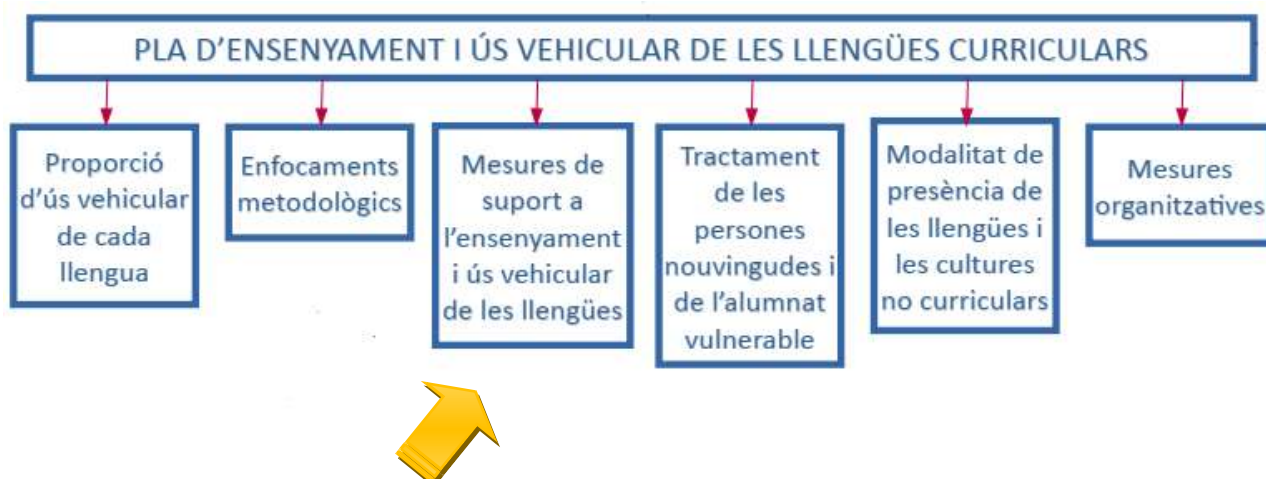 PLA D'ENSENYAMENT I ÚS VEHICULAR DE LES LLENGÜES CURRICULARS
Proporció
d'ús vehicular
de cada
llengua
Enfocaments
metodològics
Mesures de
suport a
l'ensenyament
i ús vehicular
de les llengües
Tractament
de les
persones
nouvingudes i
de l'alumnat
vulnerable
Modalitat de
presència de
les llengües i
les cultures
no curriculars
Mesures
organitzatives